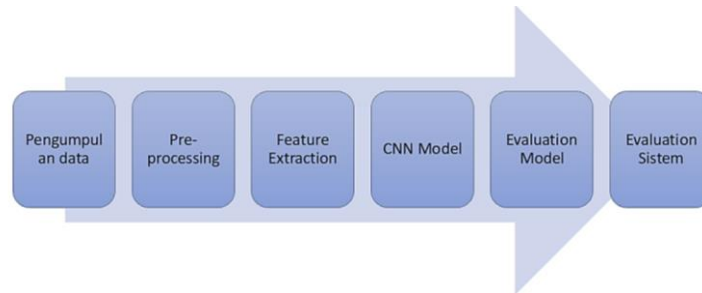 Pengumpul
an data
Pre-
processing
Feature
Extraction
CNN Model
Evaluation
Model
Evaluation
Sistem